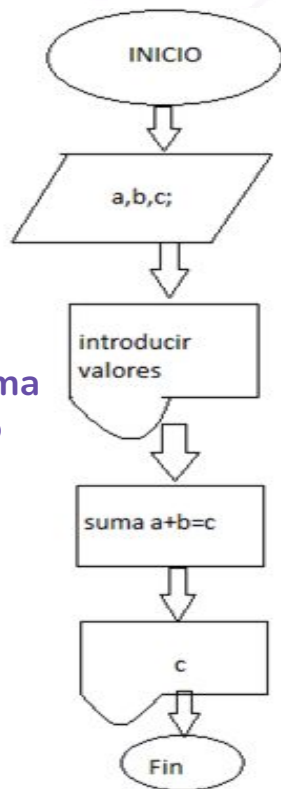 INICIO
a,b,c;
introducir
valores
suma a+b=c
c
Fin